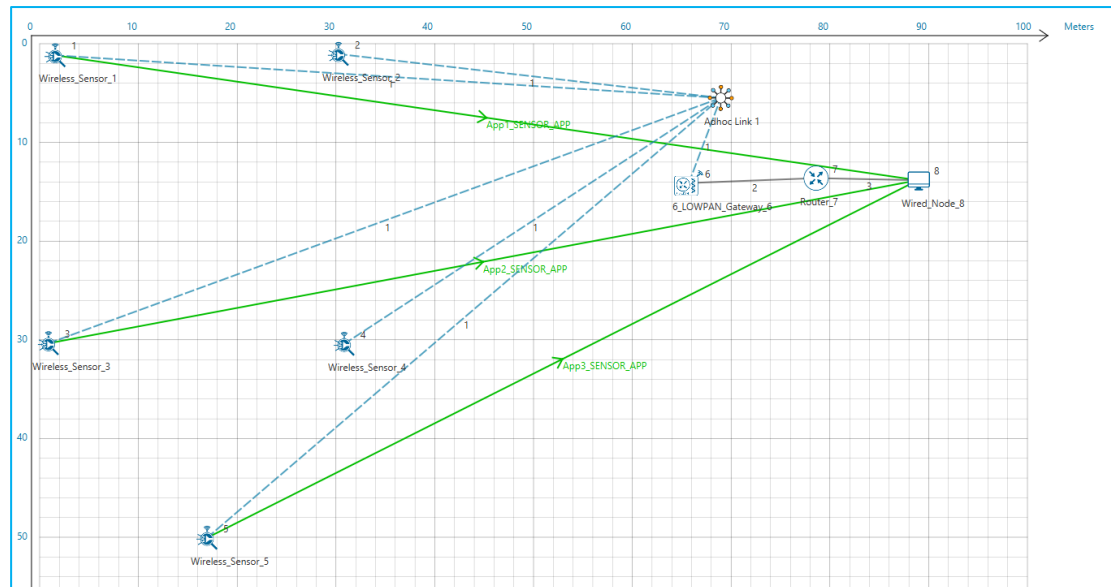 0 10 20 30 40 50 60 70 80 90 100 Meters
0
1
2
Wireless_Sensor_1
Wireless_Sensor_2
1
1
Adhoc Link 1
App1_SENSOR_APP
10
1
6
2
7
3
8
6_LOWPAN_Gateway_6
Router_7
Wired_Node_8
1
1
20
App2_SENSOR_APP
30
3
4
1
Wireless_Sensor_3
Wireless_Sensor_4
App3_SENSOR_APP
40
50
5
Wireless_Sensor_5